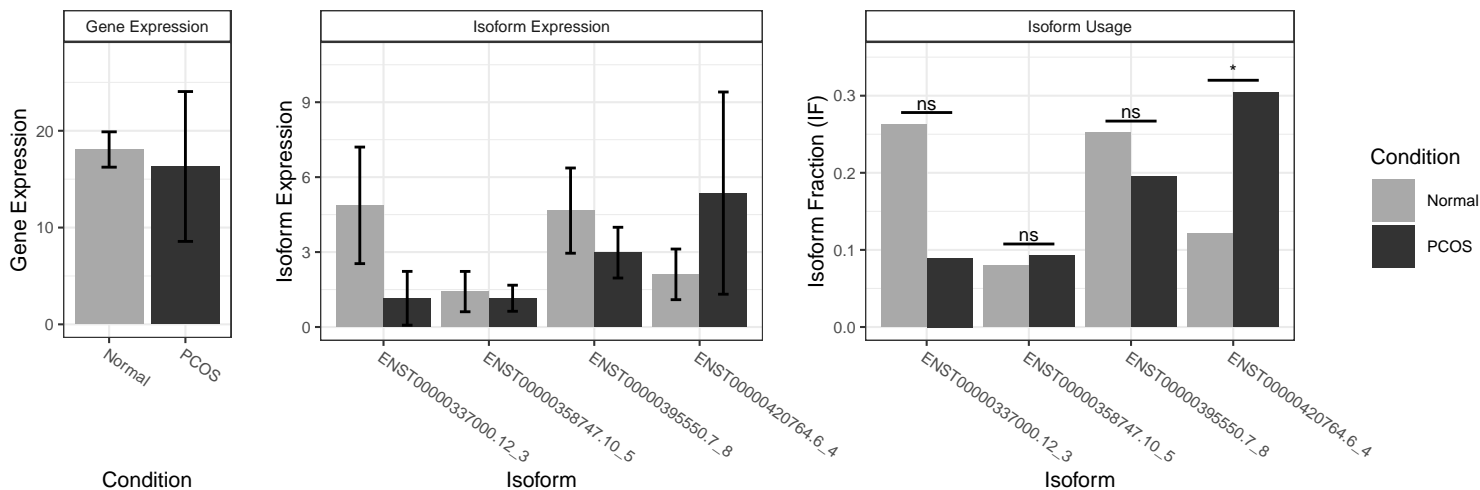 Gene Expression
Gene Expression
20
10
0
Normal
PCOS
Condition
Isoform Expression
Isoform Expression
9
6
3
0
ENST00000337000.12_3
ENST00000358747.10_5
ENST00000395550.7_8
ENST00000420764.6_4
Isoform
Isoform Usage
Isoform Fraction (IF)
0.3
0.2
0.1
0.0
ns
ns
ns
*
ENST00000337000.12_3
ENST00000358747.10_5
ENST00000395550.7_8
ENST00000420764.6_4
Isoform
Condition
Normal
PCOS